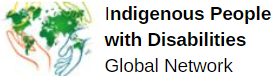 Indigenous People
with Disabilities
Global Network